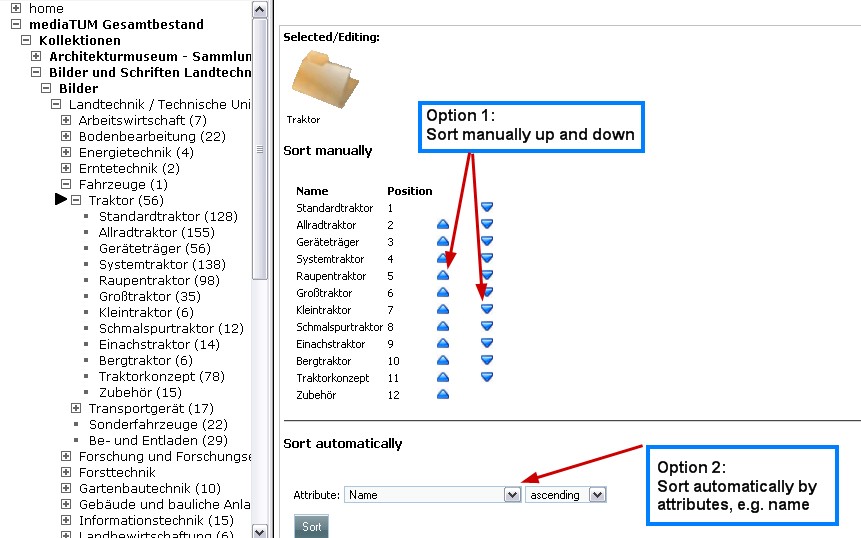 home
mediaTUM Gesamtbestand
Kollektionen
Architekturmuseum - Sammlun
Bilder und Schriften Landtechn
Bilder
Landtechnik / Technische Uni
Arbeitswirtschaft (7)
Bodenbearbeitung (22)
Energietechnik (4)
Erntetechnik (2)
Fahrzeuge (1)
Traktor (56)
Standardtraktor (128)
Allradtraktor (155)
Geräteträger (56)
Systemtraktor (138)
Raupentraktor (98)
Großtraktor (35)
Kleintraktor (6)
Schmalspurtraktor (12)
Einachstraktor (14)
Bergtraktor (6)
Traktorkonzept (78)
Zubehör (15)
Transportgerät (17)
Sonderfahrzeuge (22)
Be- und Entladen (29)
Forschung und Forschungse
Forsttechnik
Gartenbautechnik (10)
Gebäude und bauliche Anla
Informationstechnik (15)
Landbewirtschaftung (6)
Selected/Editing:
Traktor
Option 1:
Sort manually up and down
Sort manually
Name Position
Standardtraktor 1
Allradtraktor 2
Geräteträger 3
Systemtraktor 4
Raupentraktor 5
Großtraktor 6
Kleintraktor 7
Schmalspurtraktor 8
Einachstraktor 9
Bergtraktor 10
Traktorkonzept 11
Zubehör 12
Sort automatically
Attribute: Name ascending
Sort
Option 2:
Sort automatically by
attributes, e.g. name